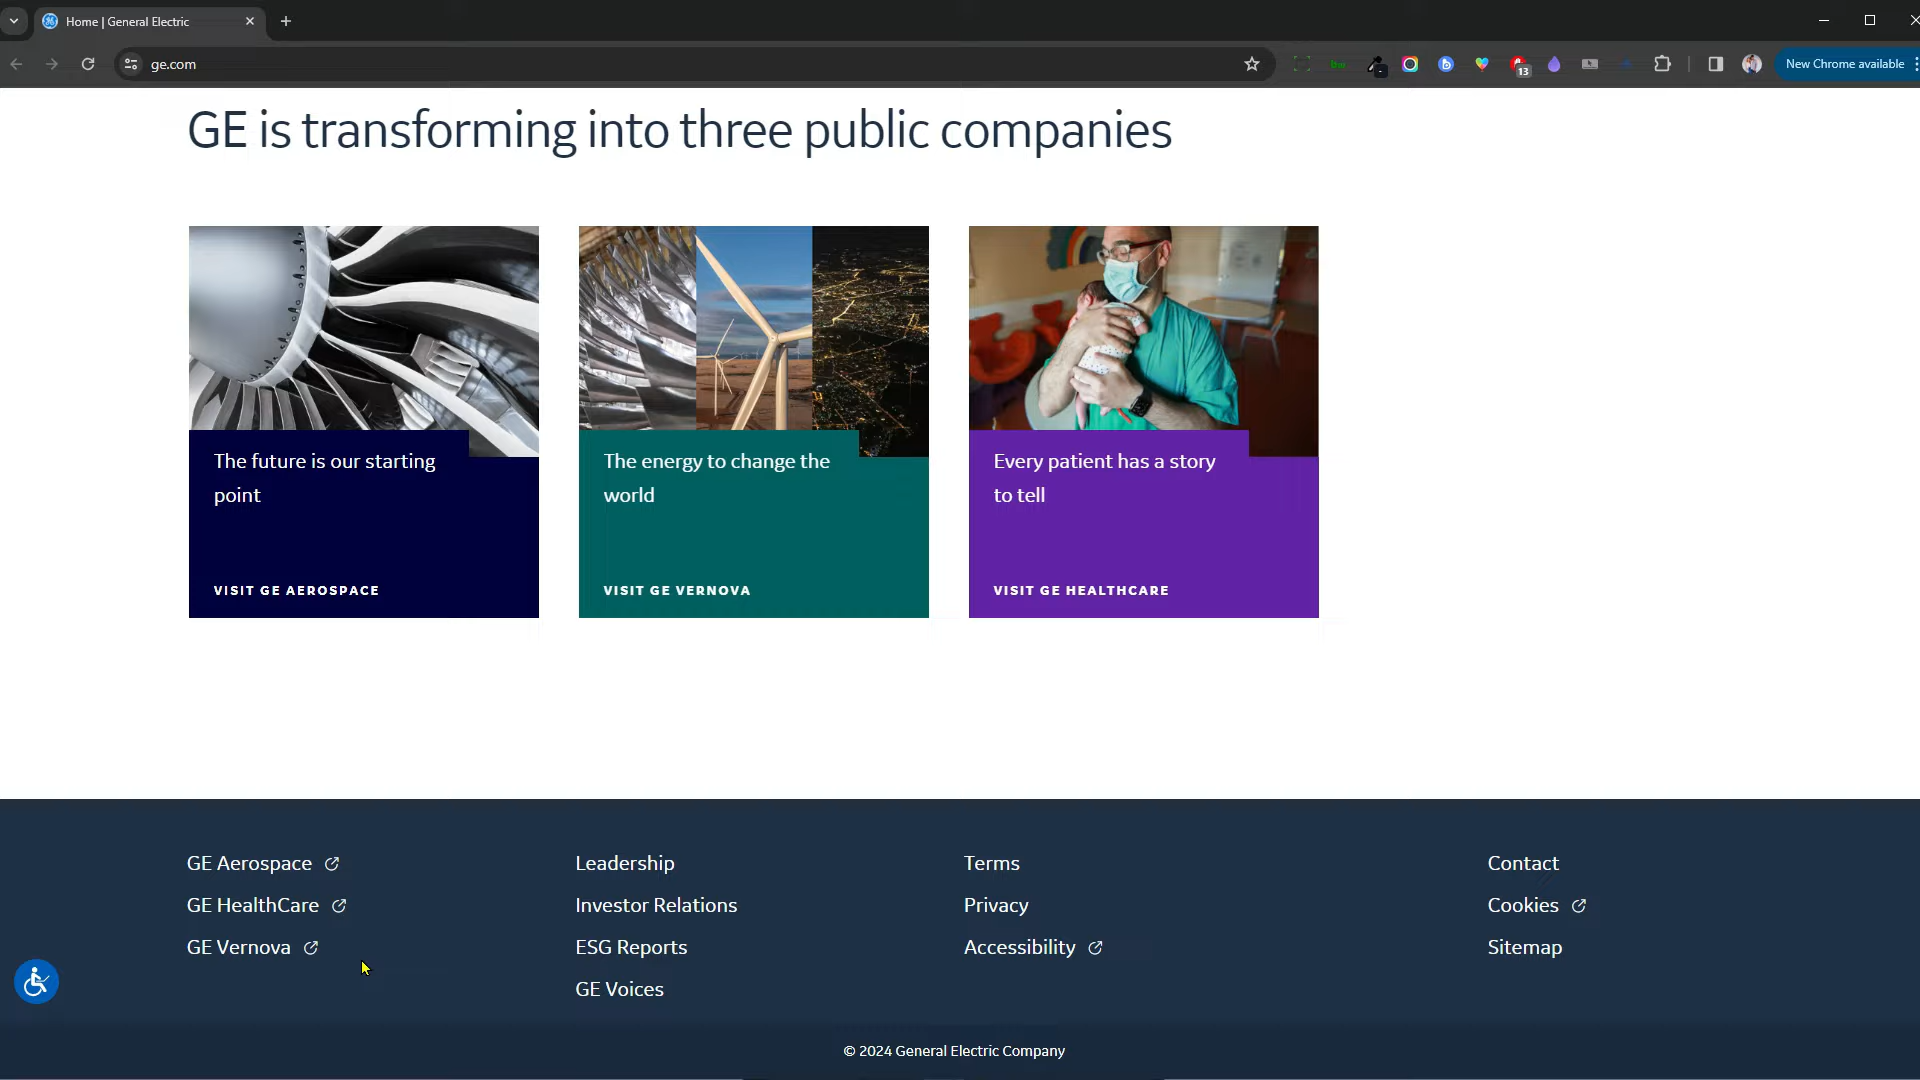 Home | General Electric
ge.com
13
New Chrome available
GE is transforming into three public companies
The future is our starting
point
VISIT GE AEROSPACE
The energy to change the
world
VISIT GE VERNOVA
Every patient has a story
to tell
VISIT GE HEALTHCARE
GE Aerospace
GE HealthCare
GE Vernova
Leadership
Investor Relations
ESG Reports
GE Voices
Terms
Privacy
Accessibility
Contact
Cookies
Sitemap
© 2024 General Electric Company